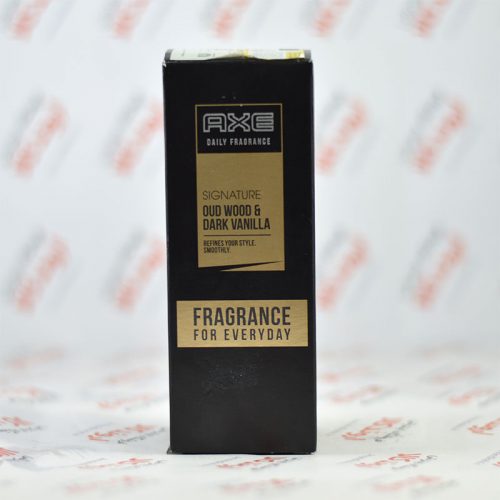 AXE
DAILY FRAGRANCE
SIGNATURE
OUD WOOD &
DARK VANILLA
REFINES YOUR STYLE.
SMOOTHLY.
FRAGRANCE
FOR EVERYDAY